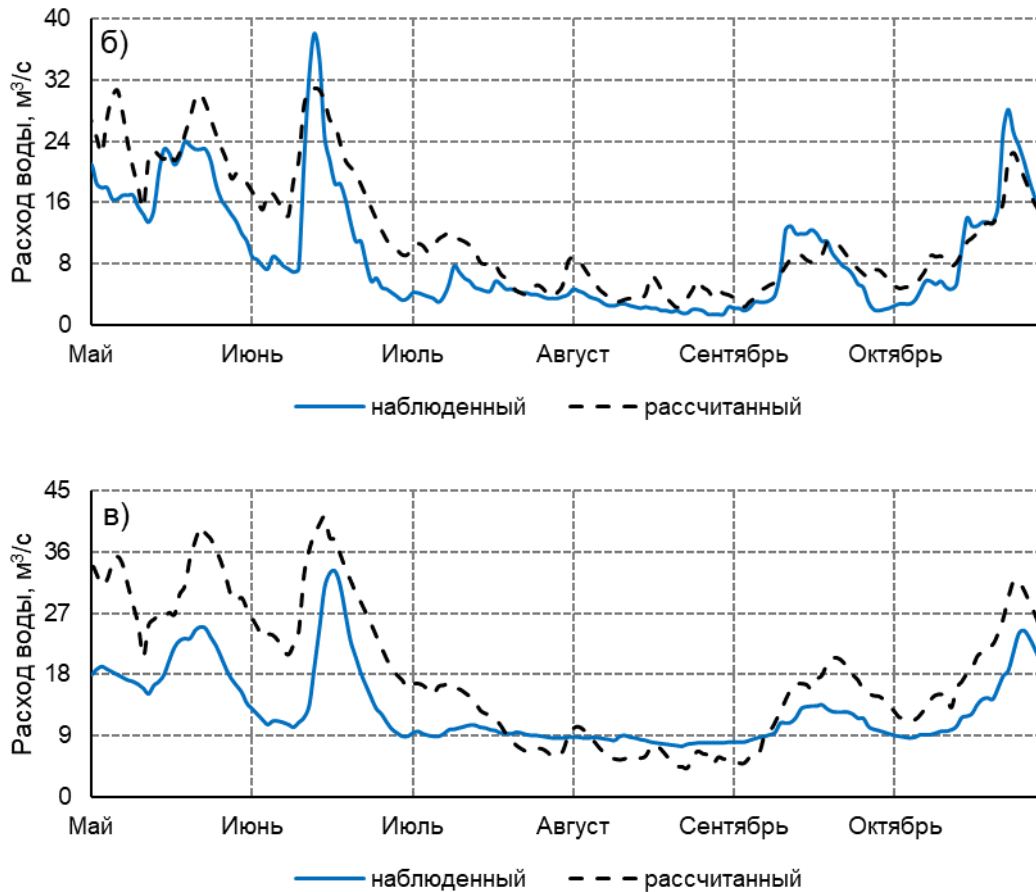 б)
Расход воды, м³/с
40
32
24
16
8
0
Май Июнь Июль Август Сентябрь Октябрь
наблюденный рассчитанный
в)
Расход воды, м³/с
45
36
27
18
9
0
Май Июнь Июль Август Сентябрь Октябрь
наблюденный рассчитанный